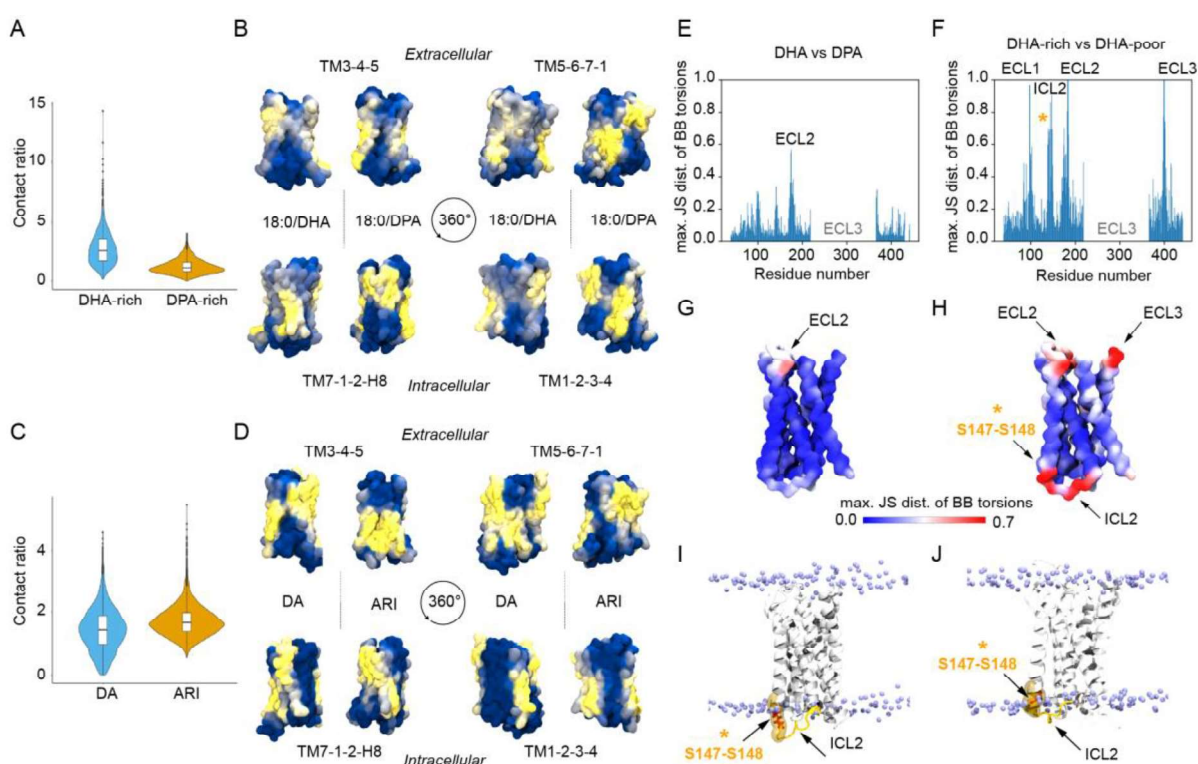 A
Contact ratio
15
10
5
0
DHA-rich DPA-rich
B
Extracellular
TM3-4-5 TM5-6-7-1
18:0/DHA 18:0/DPA 360° 18:0/DHA 18:0/DPA
TM7-1-2-H8 Intracellular TM1-2-3-4
C
Contact ratio
4
2
0
DA ARI
D
Extracellular
TM3-4-5 TM5-6-7-1
DA ARI 360° DA ARI
TM7-1-2-H8 TM1-2-3-4
Intracellular
E
DHA vs DPA
max. JS dist. of BB torsions
1.0
0.8
0.6
0.4
0.2
0.0
ECL2
ECL3
100 200 300 400
Residue number
F
DHA-rich vs DHA-poor
ECL1 ECL2 ECL3
ICL2
*
max. JS dist. of BB torsions
1.0
0.8
0.6
0.4
0.2
0.0
ECL3
100 200 300 400
Residue number
G
ECL2
H
ECL2 ECL3
*
S147-S148
ICL2
max. JS dist. of BB torsions
0.0 0.7
I
*
S147-S148
ICL2
J
*
S147-S148
ICL2